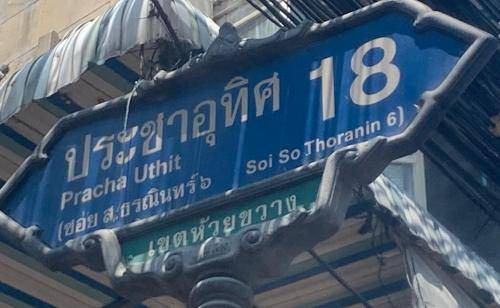 ประชาอุทิศ 18
Pracha Uthit Soi So Thoranin 6)
(ซอย ส.ธรณินทร์ ๖
เขตห้วยขวาง